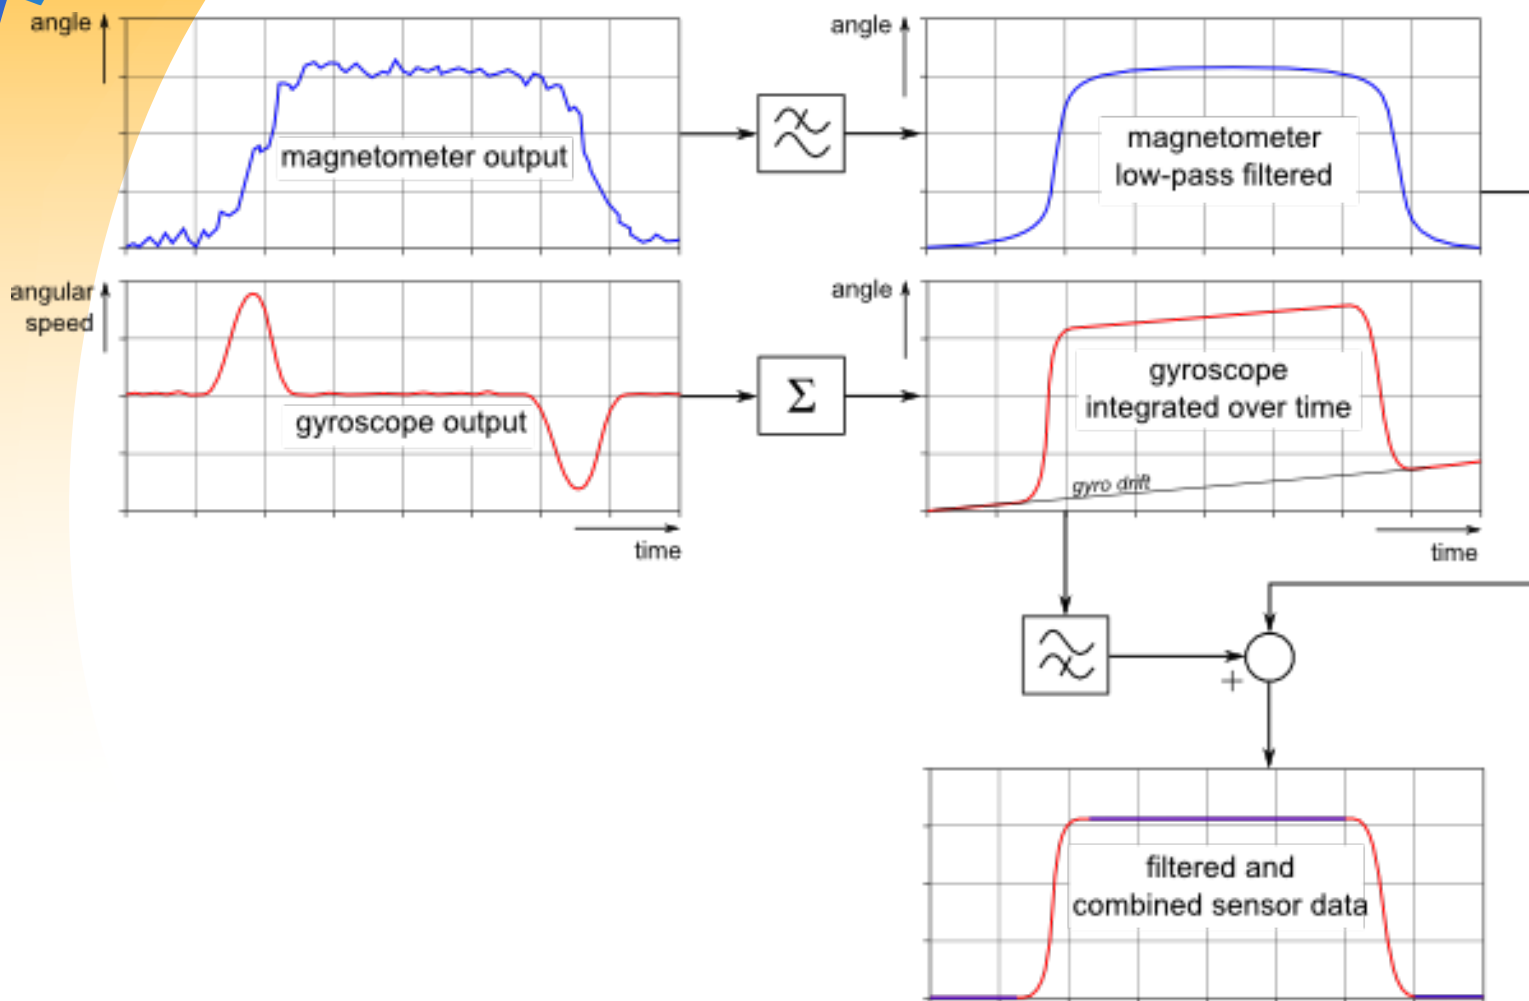 angle
magnetometer output
angle
magnetometer
low-pass filtered
angular
speed
gyroscope output
time
Σ
angle
gyroscope
integrated over time
gyro drift
time
+
filtered and
combined sensor data